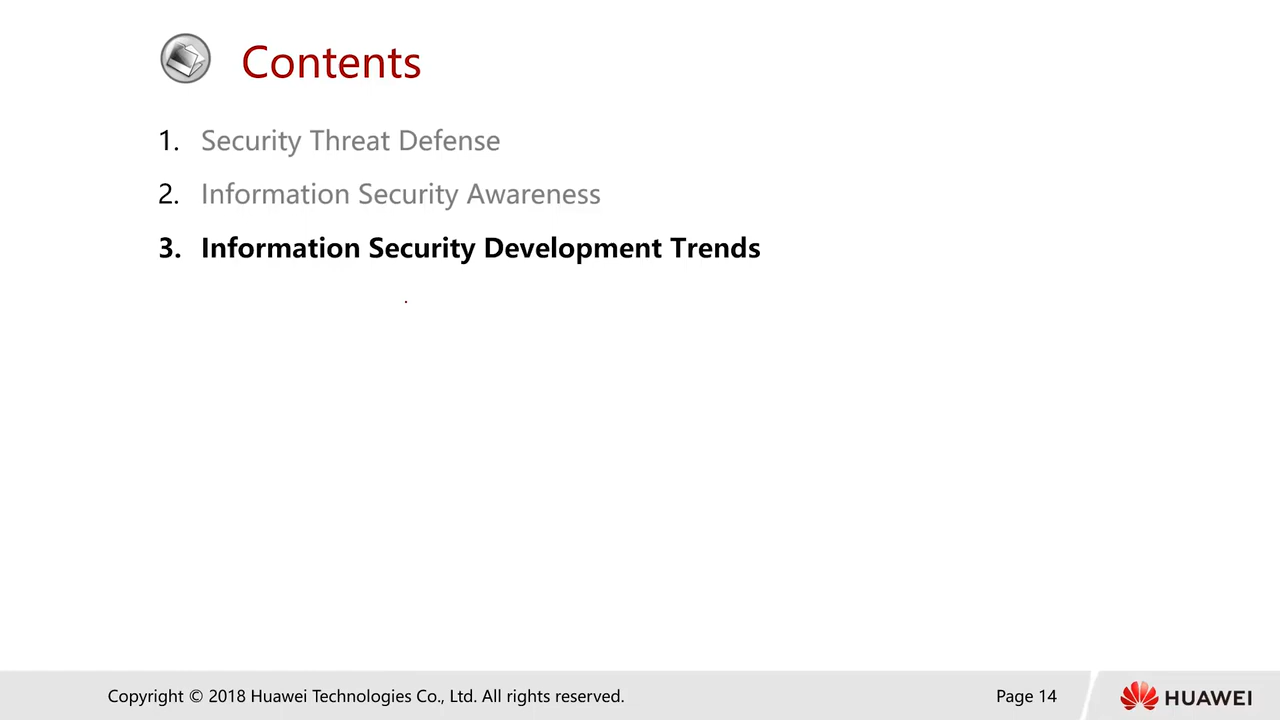 Contents
1. Security Threat Defense
2. Information Security Awareness
3. Information Security Development Trends
Copyright © 2018 Huawei Technologies Co., Ltd. All rights reserved.
Page 14
HUAWEI